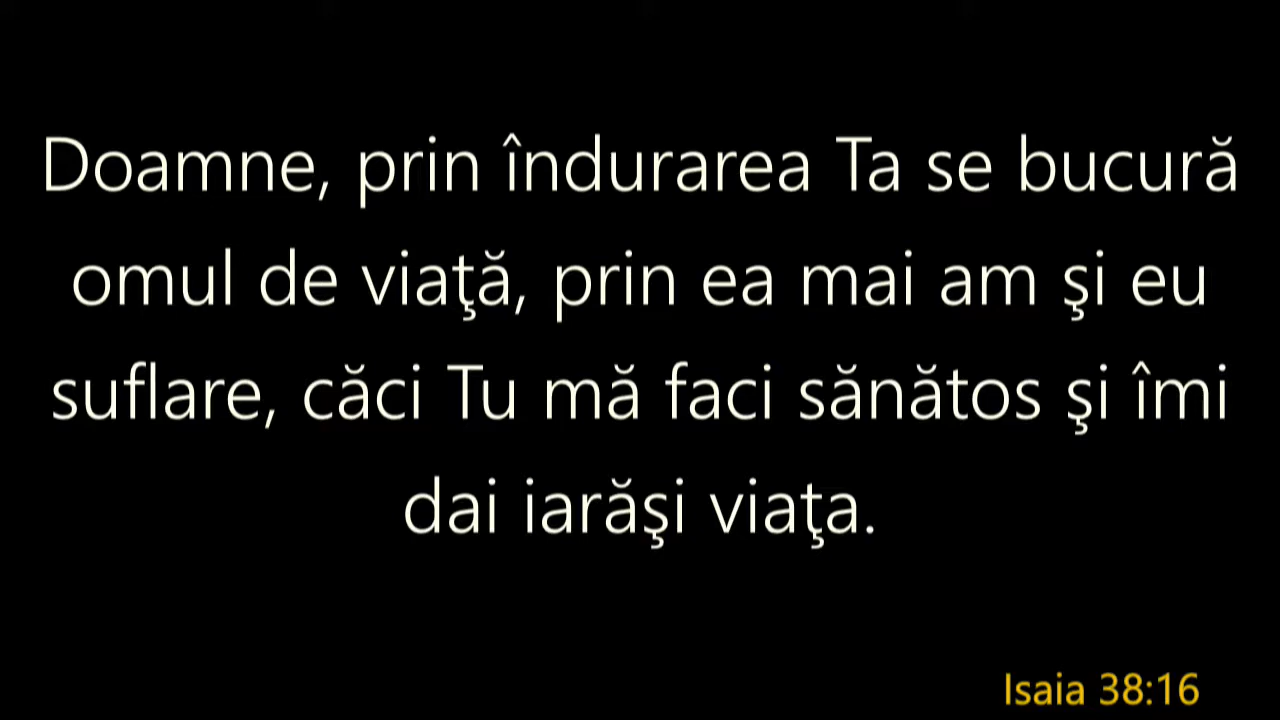 Doamne, prin îndurarea Ta se bucură
omul de viaţă, prin ea mai am şi eu
suflare, căci Tu mă faci sănătos şi îmi
dai iarăşi viaţa.
Isaia 38:16